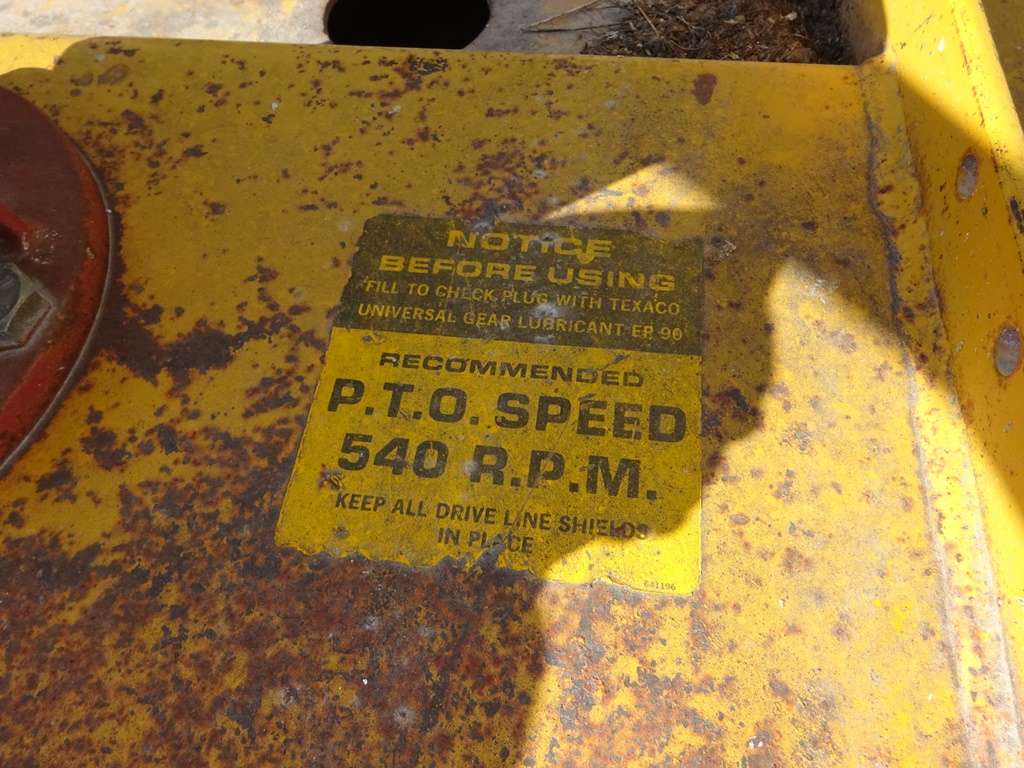 NOTICE
BEFORE USING
FILL TO CHECK PLUG WITH TEXACO
UNIVERSAL GEAR LUBRICANT EP 90
RECOMMENDED
P.T.O. SPEED
540 R.P.M.
KEEP ALL DRIVE LINE SHIELDS
IN PLACE